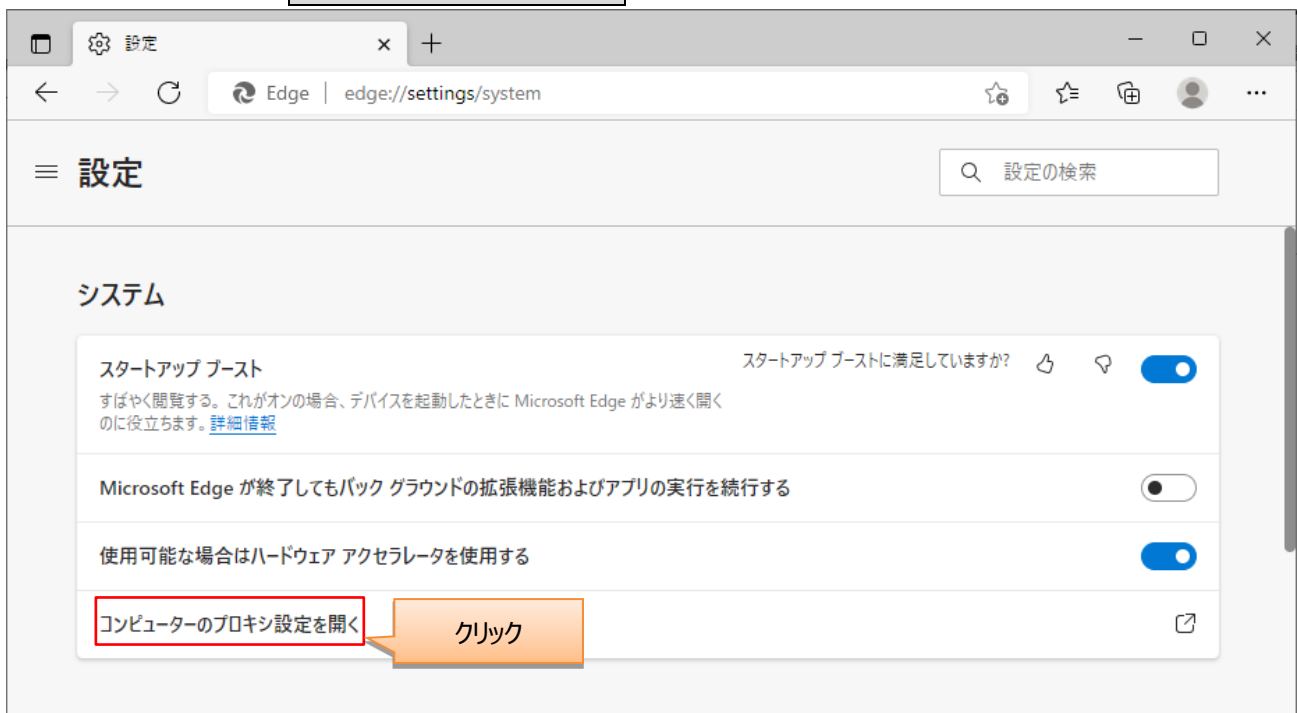 設定
Edge | edge://settings/system
設定
設定の検索
システム
スタートアップ ブースト
スタートアップ ブーストに満足していますか?
すばやく閲覧する。これがオンの場合、デバイスを起動したときに Microsoft Edge がより速く開く
のに役立ちます。詳細情報
Microsoft Edge が終了してもバック グラウンドの拡張機能およびアプリの実行を続行する
使用可能な場合はハードウェア アクセラレータを使用する
コンピューターのプロキシ設定を開く
クリック